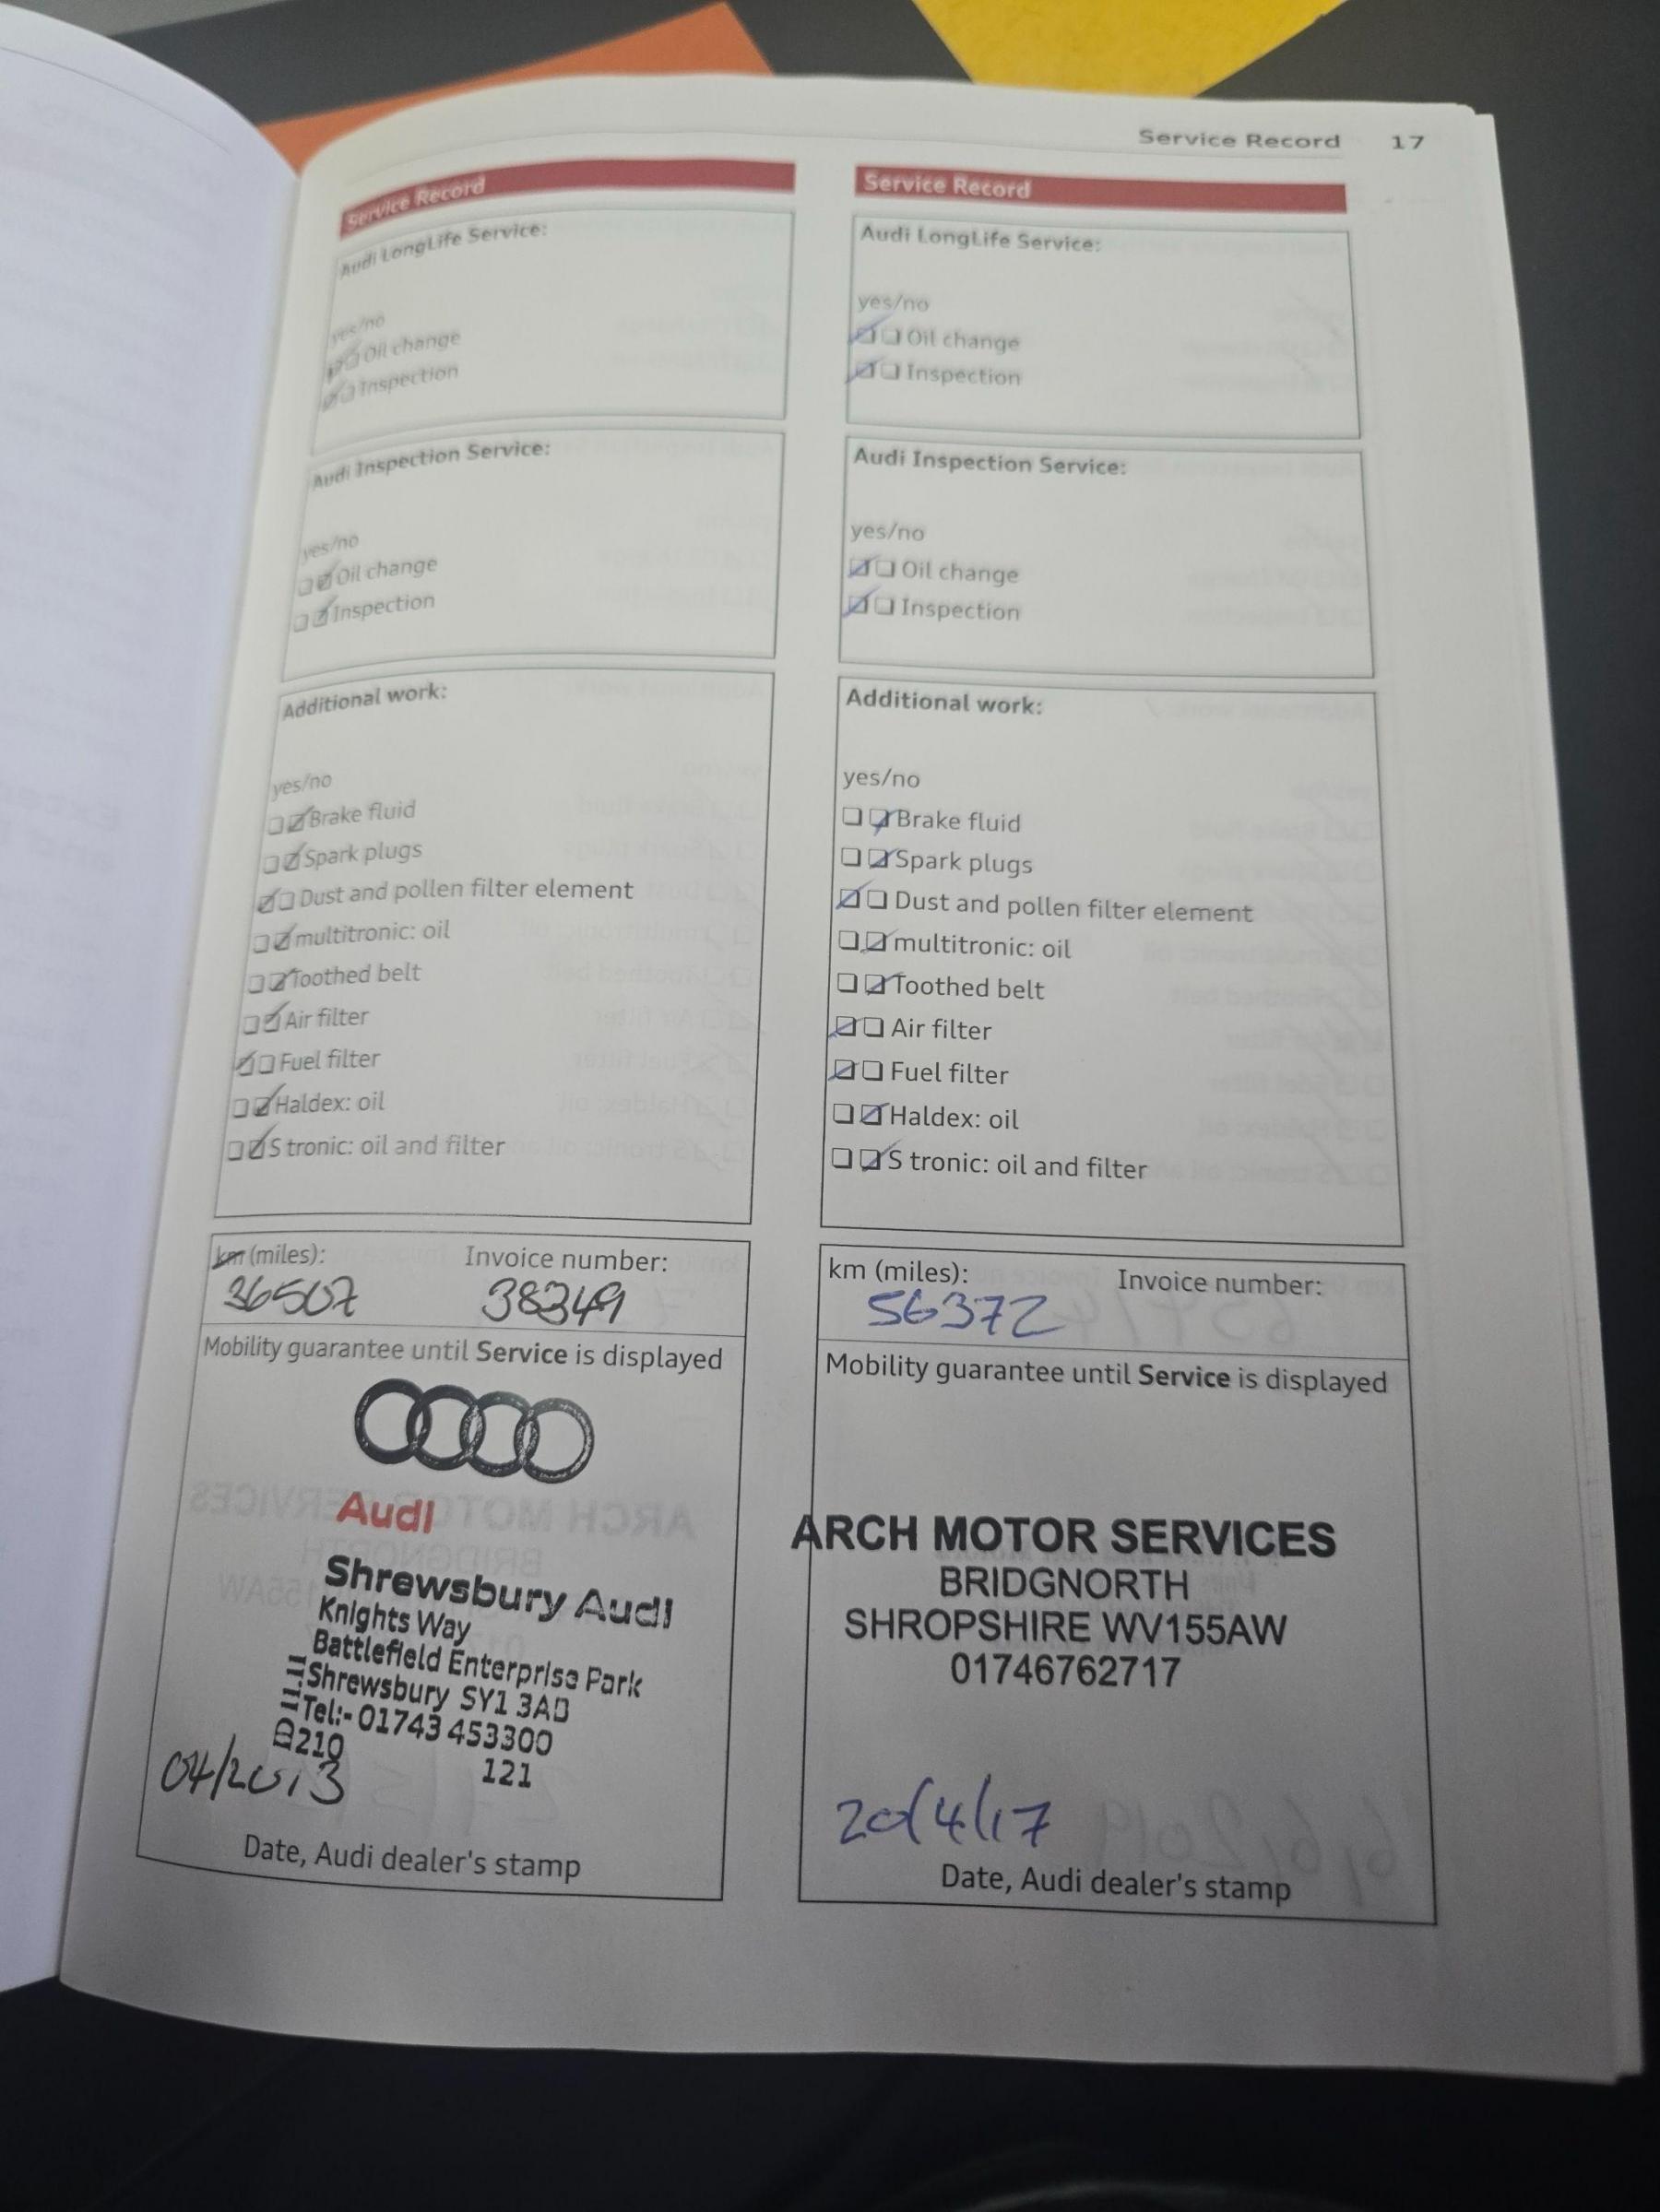 Service Record 17
Service Record
Audi LongLife Service:
yes/no
Oil change
Inspection
Audi Inspection Service:
yes/no
Oil change
Inspection
Additional work:
yes/no
Brake fluid
Spark plugs
Dust and pollen filter element
multitronic: oil
Toothed belt
Air filter
Fuel filter
Haldex: oil
S tronic: oil and filter
km (miles): Invoice number:
36507 38349
Mobility guarantee until Service is displayed
Audi
Shrewsbury Audi
Knights Way
Battlefield Enterprise Park
Shrewsbury SY1 3AB
Tel:- 01743 453300
210 121
04/2013
Date, Audi dealer's stamp
Service Record
Audi LongLife Service:
yes/no
Oil change
Inspection
Audi Inspection Service:
yes/no
Oil change
Inspection
Additional work:
yes/no
Brake fluid
Spark plugs
Dust and pollen filter element
multitronic: oil
Toothed belt
Air filter
Fuel filter
Haldex: oil
S tronic: oil and filter
km (miles): Invoice number:
56372
Mobility guarantee until Service is displayed
ARCH MOTOR SERVICES
BRIDGNORTH
SHROPSHIRE WV155AW
01746762717
20/4/17
Date, Audi dealer's stamp